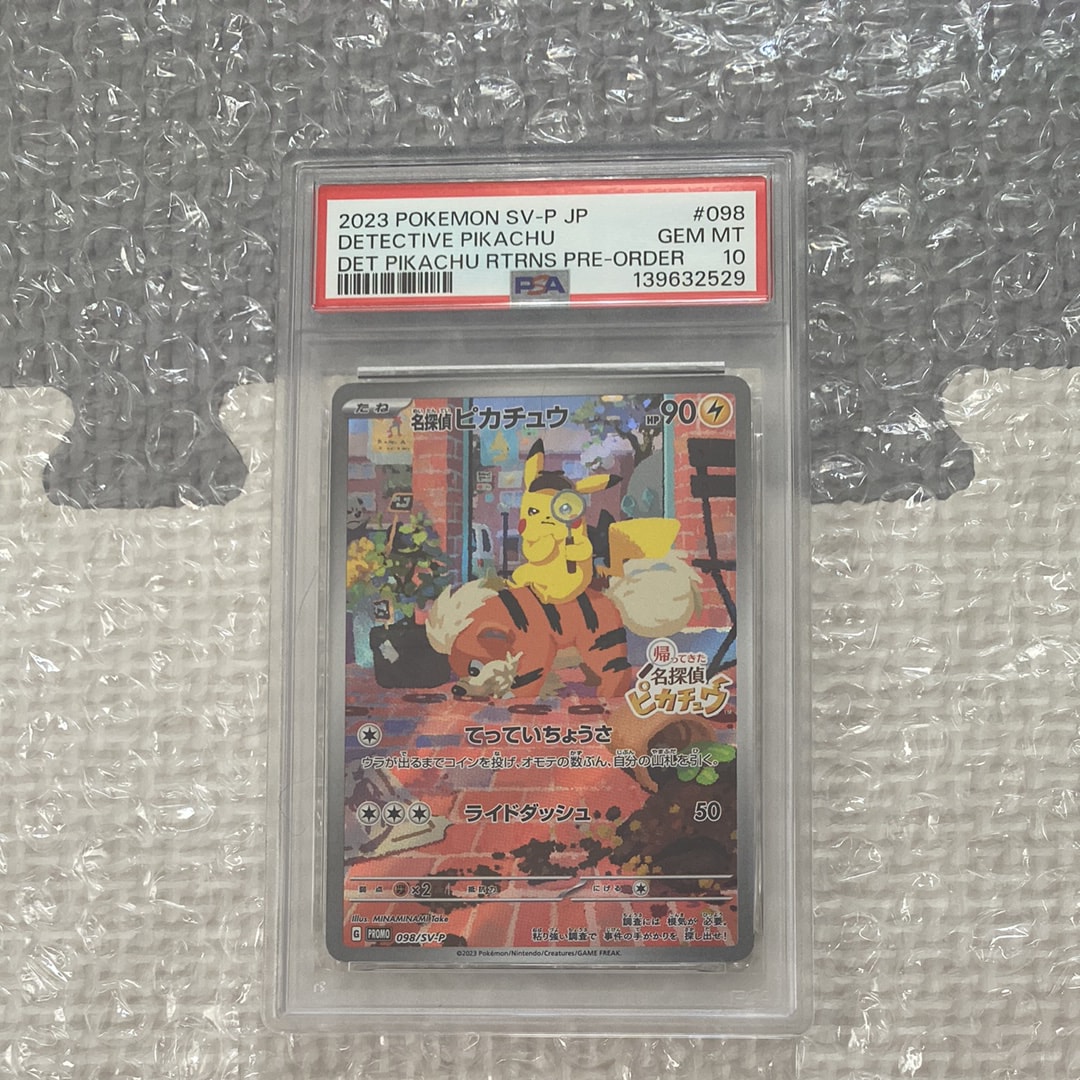 2023 POKEMON SV-P JP #098
DETECTIVE PIKACHU GEM MT
DET PIKACHU RTRNS PRE-ORDER 10
PSA 139632529
たね 名探偵ピカチュウ HP90
帰ってきた
名探偵
ピカチュウ
てっていちょうさ
ウラが出るまでコインを投げ、オモテの数ぶん、自分の山札を引く。
ライドダッシュ 50
弱点 ×2 抵抗力 にげる
Illus. MINAMINAMI Take
調査には 根気が 必要。
G PROMO 098/SV-P 粘り強い調査で 事件の手がかりを 探し出せ!
©2023 Pokémon/Nintendo/Creatures/GAME FREAK.